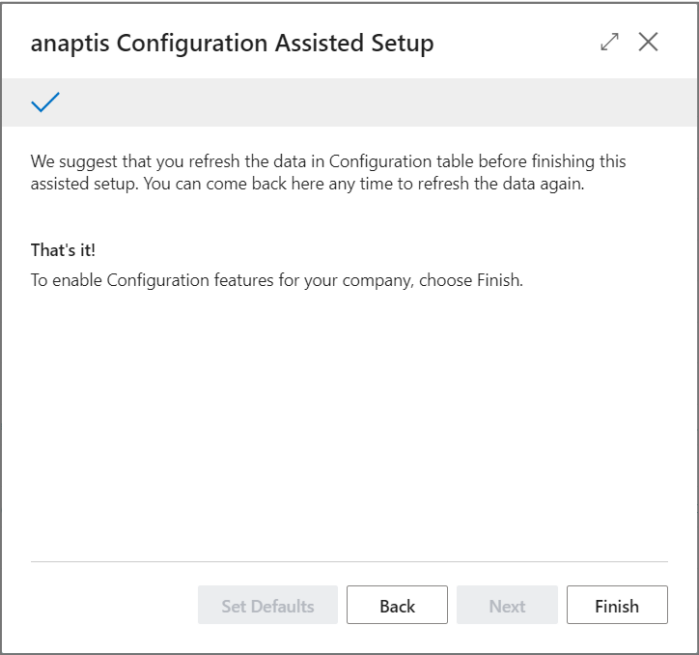 anaptis Configuration Assisted Setup
We suggest that you refresh the data in Configuration table before finishing this
assisted setup. You can come back here any time to refresh the data again.
That's it!
To enable Configuration features for your company, choose Finish.
Set Defaults
Back
Next
Finish